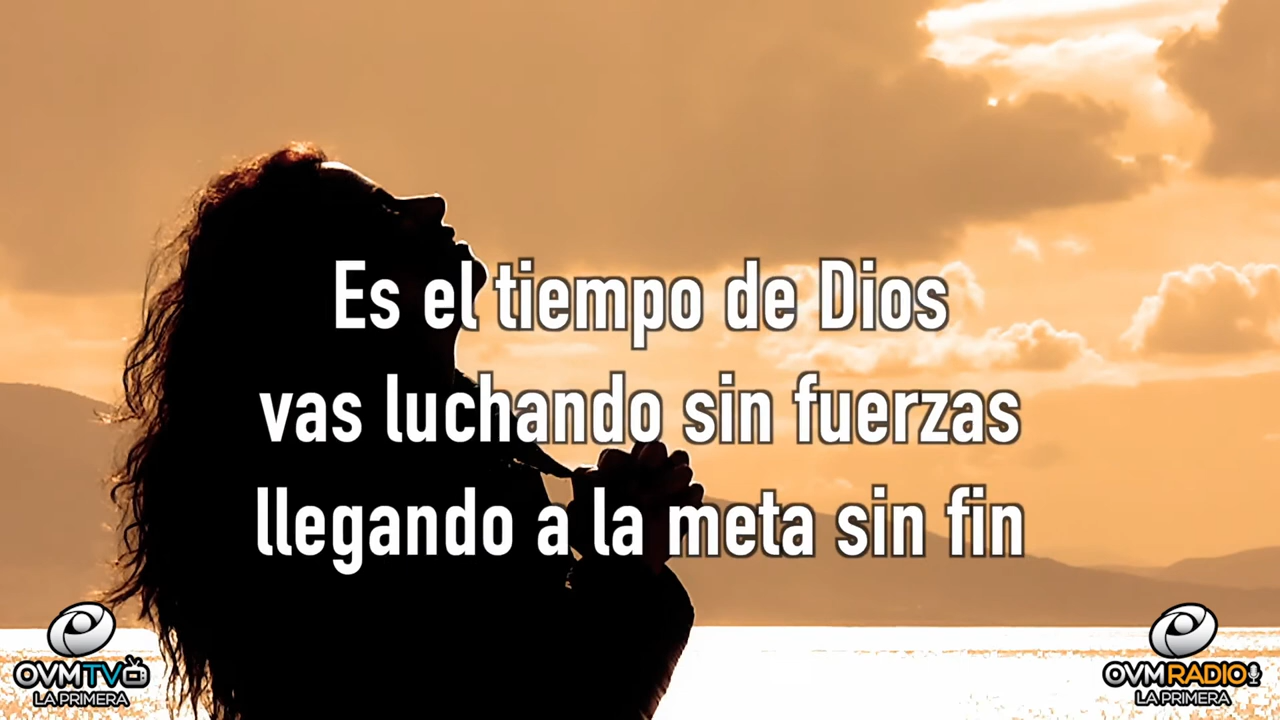 Es el tiempo de Dios
vas luchando sin fuerzas
llegando a la meta sin fin
OVMTV
LA PRIMERA
OVMRADIO
LA PRIMERA